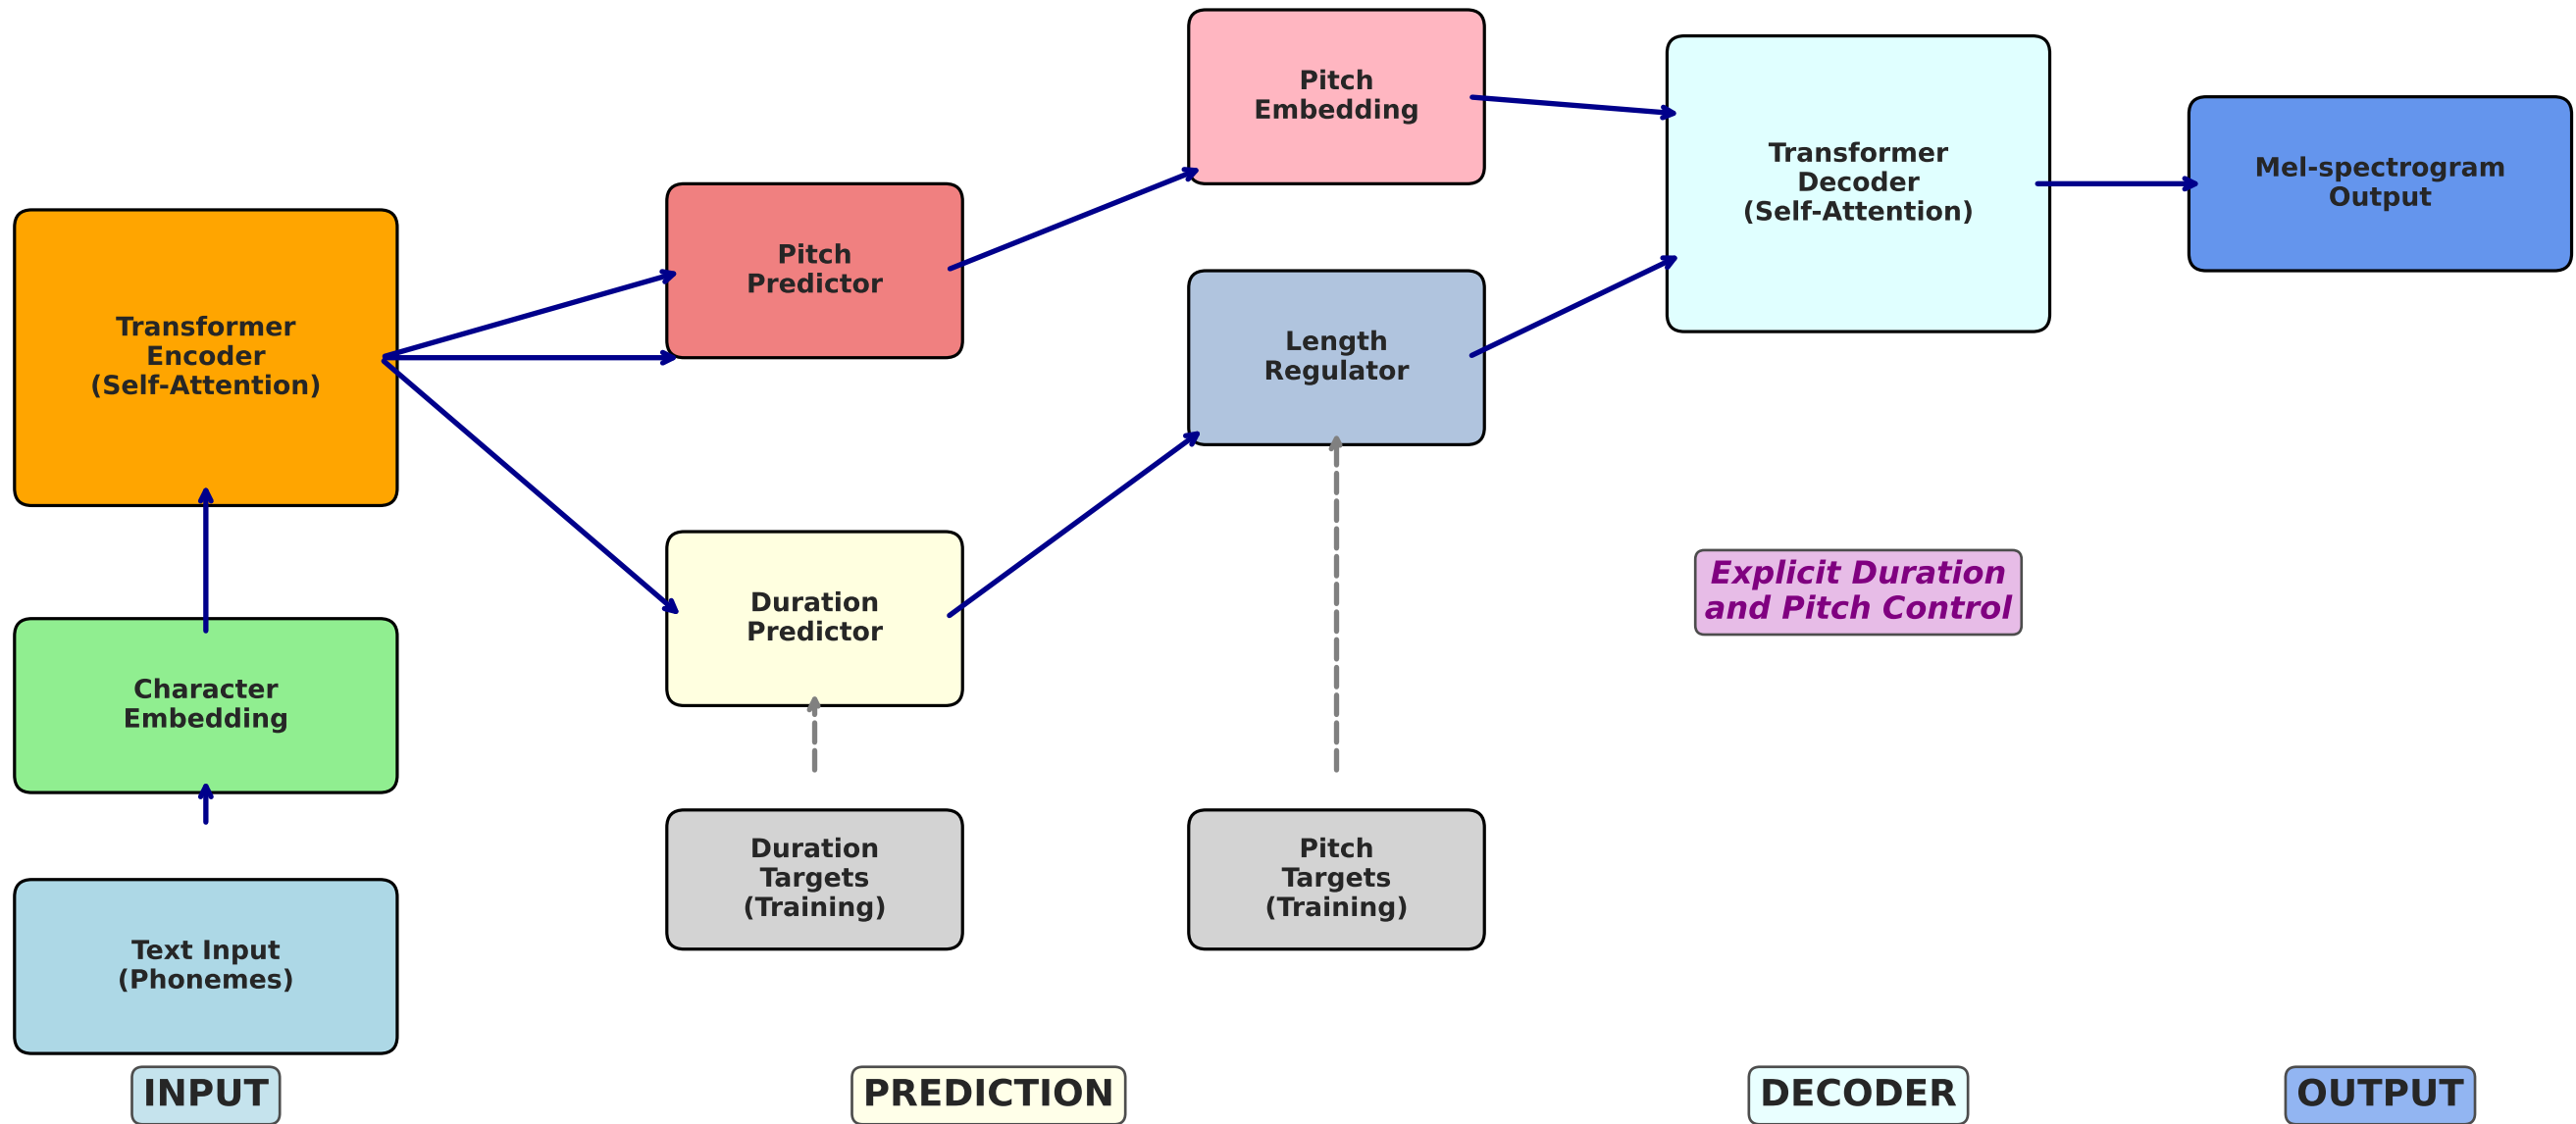 Pitch
Embedding
Transformer
Decoder
(Self-Attention)
Mel-spectrogram
Output
Pitch
Predictor
Transformer
Encoder
(Self-Attention)
Length
Regulator
Explicit Duration
and Pitch Control
Duration
Predictor
Character
Embedding
Duration
Targets
(Training)
Pitch
Targets
(Training)
Text Input
(Phonemes)
INPUT
PREDICTION
DECODER
OUTPUT